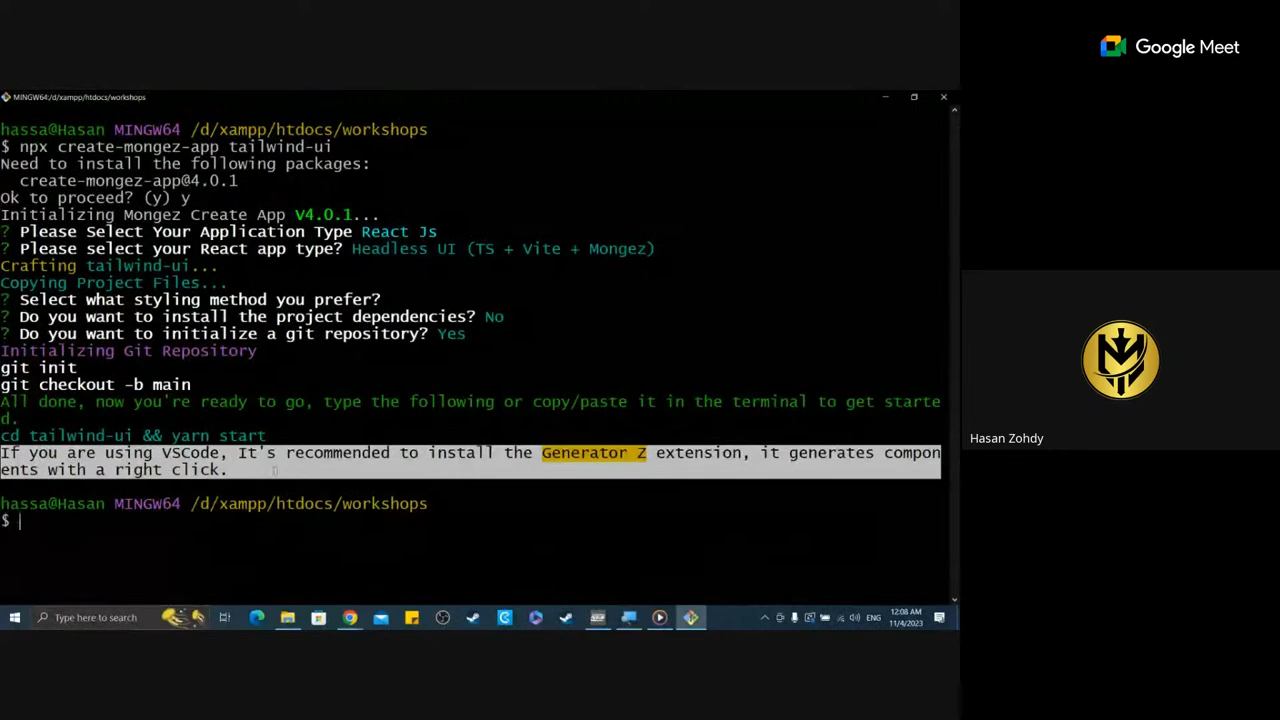 Google Meet
MINGW64:/d/xampp/htdocs/workshops
hassa@Hasan MINGW64 /d/xampp/htdocs/workshops
$ npx create-mongez-app tailwind-ui
Need to install the following packages:
create-mongez-app@4.0.1
Ok to proceed? (y) y
Initializing Mongez Create App V4.0.1...
? Please Select Your Application Type React Js
? Please select your React app type? Headless UI (TS + Vite + Mongez)
Crafting tailwind-ui...
Copying Project Files...
? Select what styling method you prefer?
? Do you want to install the project dependencies? No
? Do you want to initialize a git repository? Yes
Initializing Git Repository
git init
git checkout -b main
All done, now you're ready to go, type the following or copy/paste it in the terminal to get starte
d.
cd tailwind-ui && yarn start
If you are using VSCode, It's recommended to install the Generator Z extension, it generates compon
ents with a right click.
hassa@Hasan MINGW64 /d/xampp/htdocs/workshops
$
Hasan Zohdy
Type here to search
ENG
12:08 AM
11/4/2023